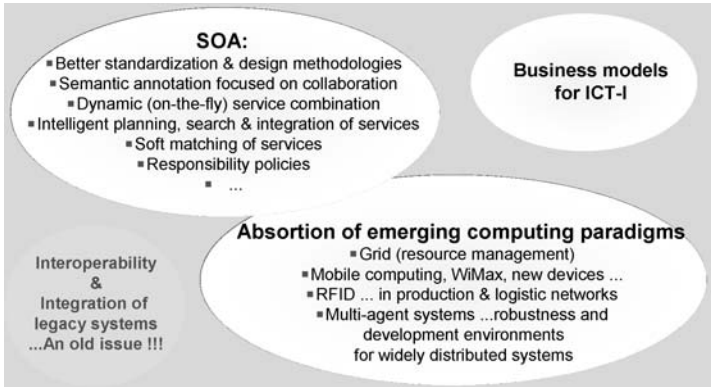 SOA:
▪Better standardization & design methodologies
▪Semantic annotation focused on collaboration
▪Dynamic (on-the-fly) service combination
▪Intelligent planning, search & integration of services
▪Soft matching of services
▪Responsibility policies
▪ ...
Business models
for ICT-I
Absortion of emerging computing paradigms
▪Grid (resource management)
▪Mobile computing, WiMax, new devices ...
▪RFID ... in production & logistic networks
▪Multi-agent systems ...robustness and
development environments
for widely distributed systems
Interoperability
&
Integration of
legacy systems
...An old issue !!!